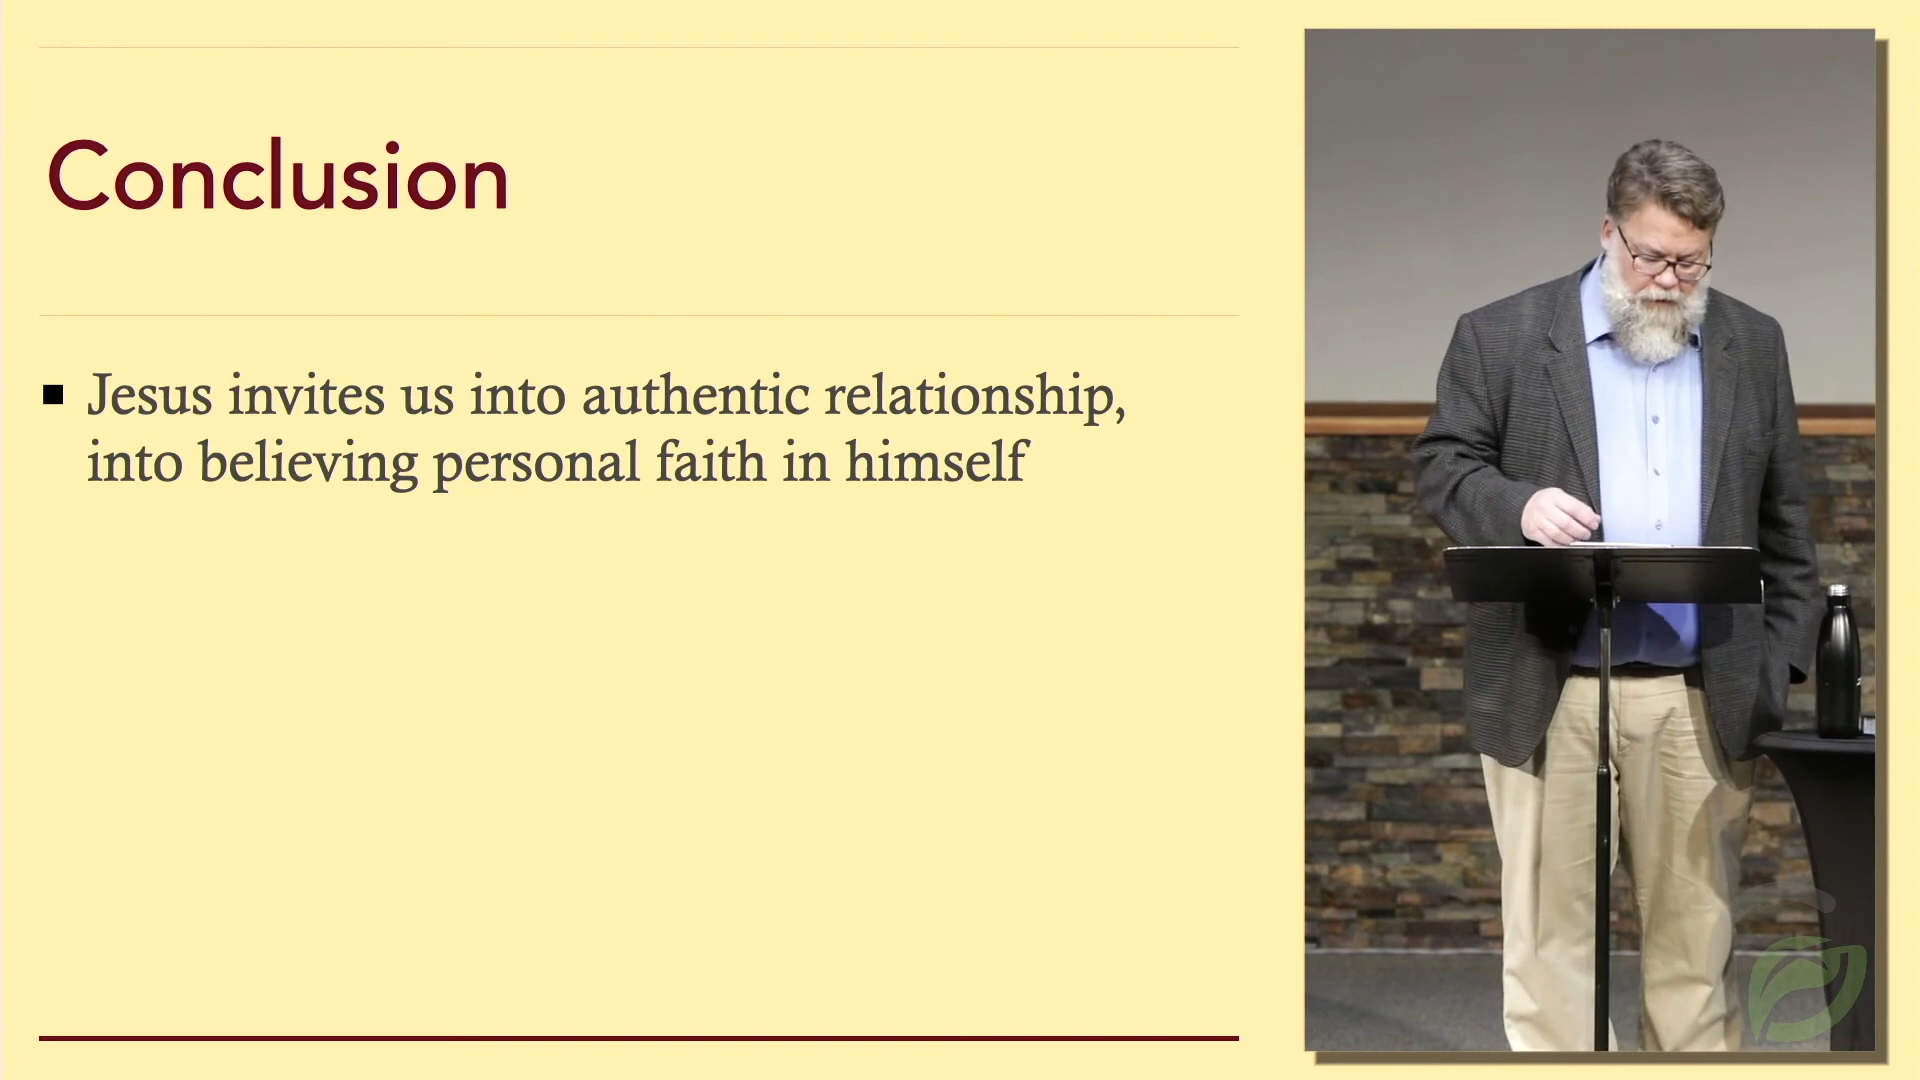 Conclusion
Jesus invites us into authentic relationship,
into believing personal faith in himself